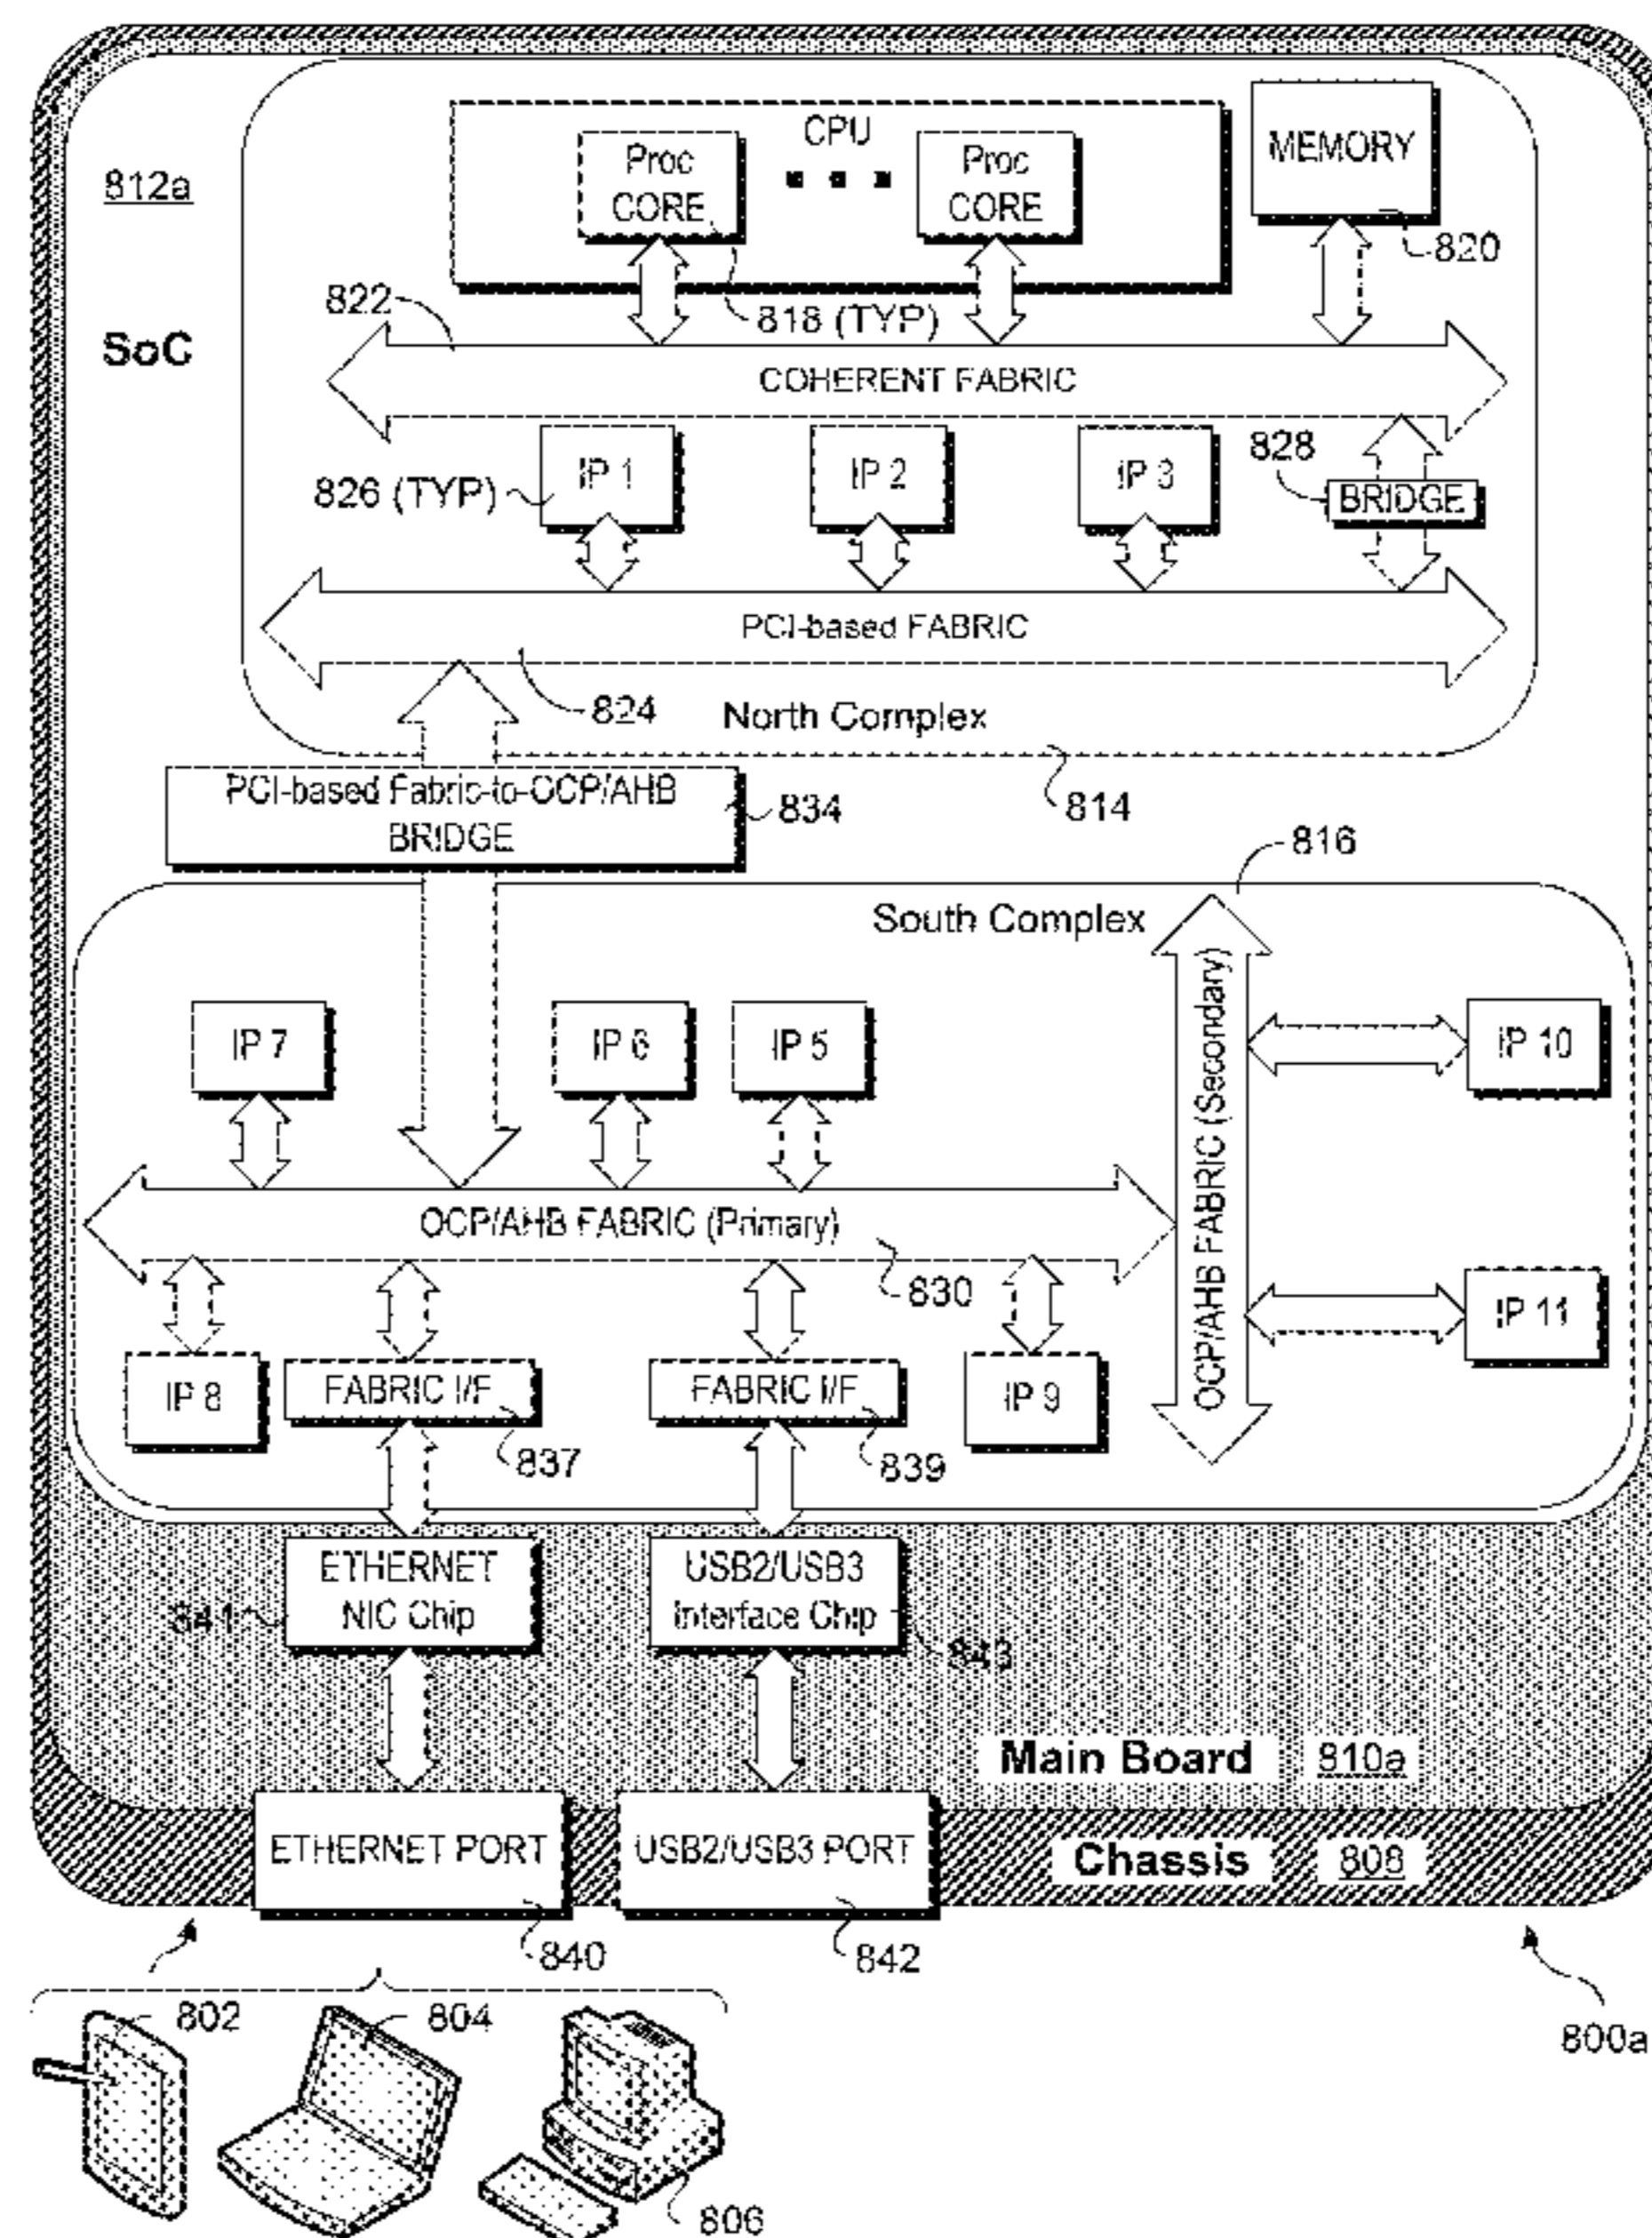 812a
SoC
CPU
Proc
CORE
Proc
CORE
MEMORY
820
822
818 (TYP)
COHERENT FABRIC
IP 1
IP 2
IP 3
828
826 (TYP)
BRIDGE
PCI-based FABRIC
824
North Complex
PCI-based Fabric-to-OCP/AHB
BRIDGE
834
814
816
South Complex
IP 7
IP 6
IP 5
IP 10
OCP/AHB FABRIC (Secondary)
OCP/AHB FABRIC (Primary)
830
IP 11
IP 8
FABRIC I/F
FABRIC I/F
IP 9
837
839
ETHERNET
NIC Chip
841
USB2/USB3
Interface Chip
843
Main Board
810a
ETHERNET PORT
USB2/USB3 PORT
Chassis
808
840
842
802
804
800a
806